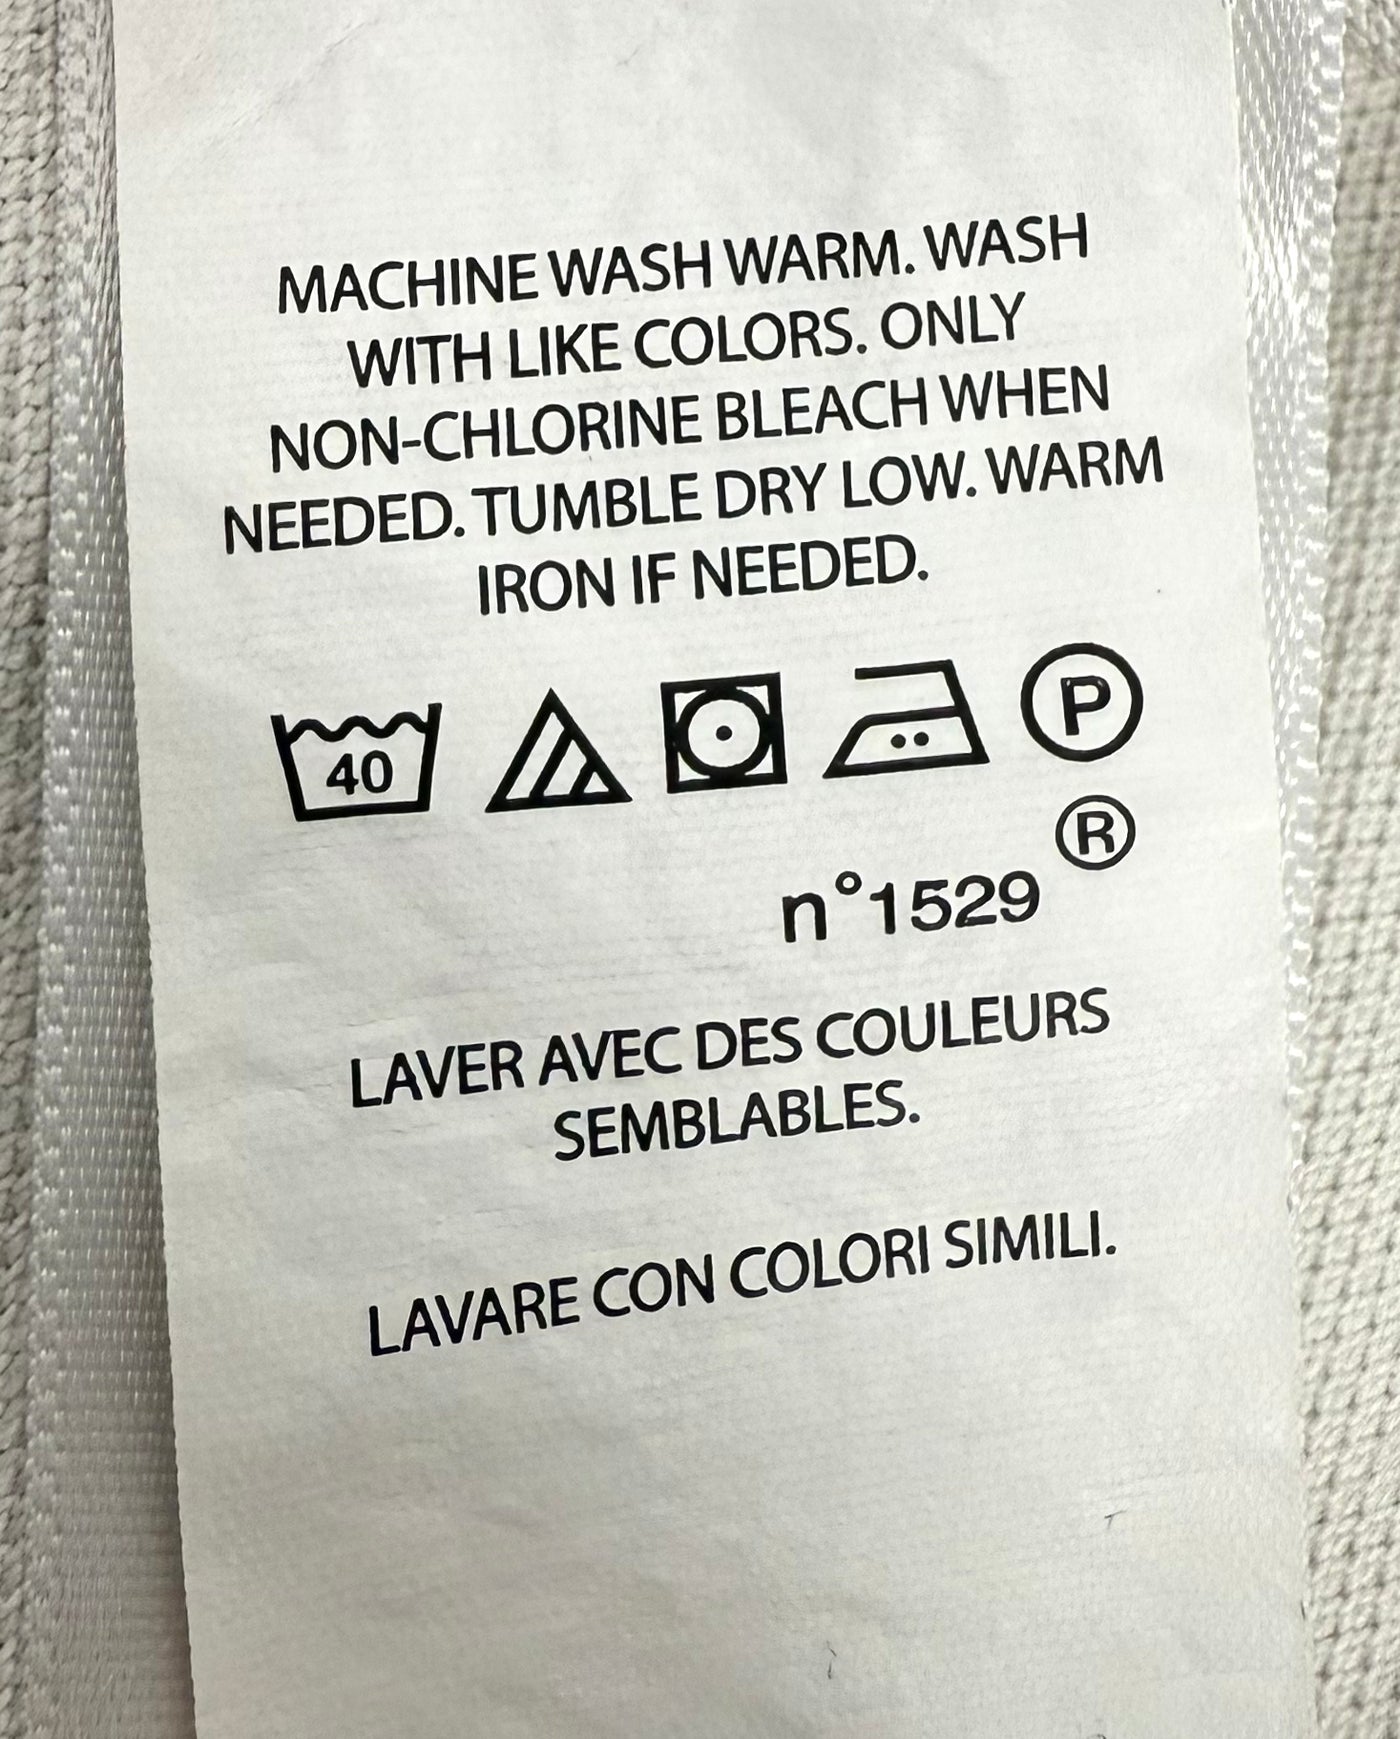 MACHINE WASH WARM. WASH
WITH LIKE COLORS. ONLY
NON-CHLORINE BLEACH WHEN
NEEDED. TUMBLE DRY LOW. WARM
IRON IF NEEDED.
40 P
®
n°1529
LAVER AVEC DES COULEURS
SEMBLABLES.
LAVARE CON COLORI SIMILI.